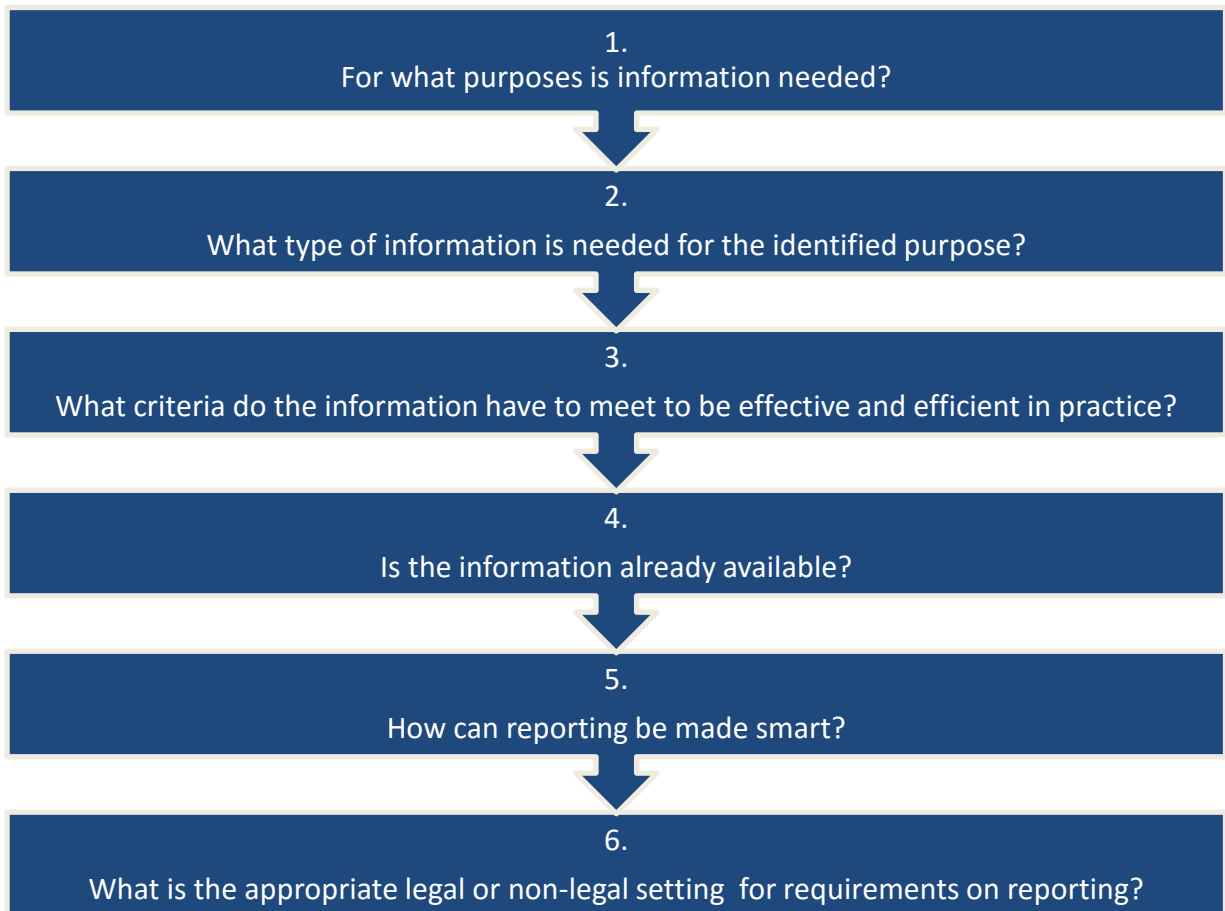 1.
For what purposes is information needed?
2.
What type of information is needed for the identified purpose?
3.
What criteria do the information have to meet to be effective and efficient in practice?
4.
Is the information already available?
5.
How can reporting be made smart?
6.
What is the appropriate legal or non-legal setting  for requirements on reporting?